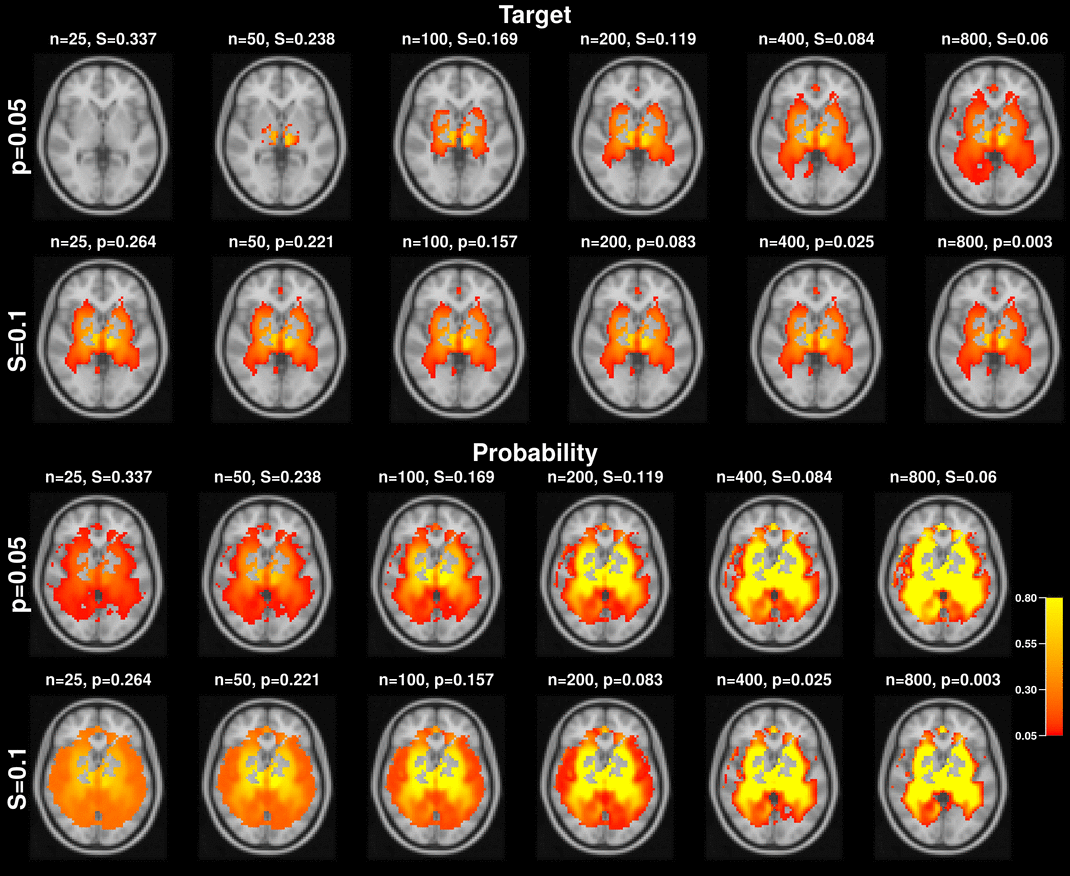 Target
n=25, S=0.337 n=50, S=0.238 n=100, S=0.169 n=200, S=0.119 n=400, S=0.084 n=800, S=0.06
p=0.05
n=25, p=0.264 n=50, p=0.221 n=100, p=0.157 n=200, p=0.083 n=400, p=0.025 n=800, p=0.003
S=0.1
Probability
n=25, S=0.337 n=50, S=0.238 n=100, S=0.169 n=200, S=0.119 n=400, S=0.084 n=800, S=0.06
p=0.05
0.80
0.55
0.30
0.05
n=25, p=0.264 n=50, p=0.221 n=100, p=0.157 n=200, p=0.083 n=400, p=0.025 n=800, p=0.003
S=0.1